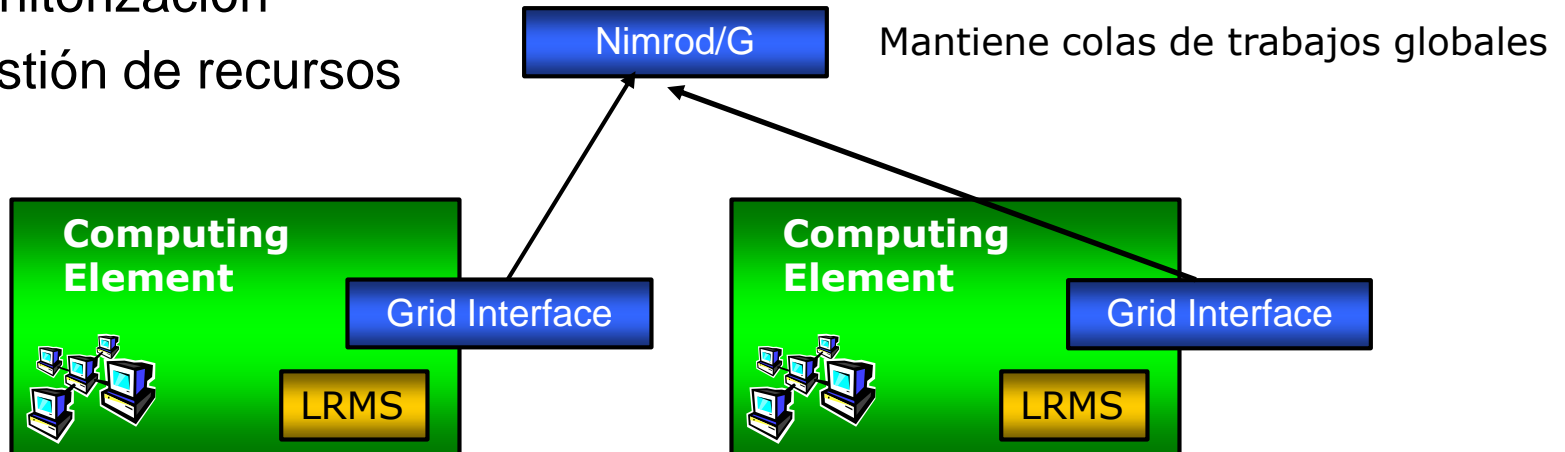 nitorización
stión de recursos
Nimrod/G
Mantiene colas de trabajos globales
Computing
Element
Grid Interface
LRMS
Computing
Element
Grid Interface
LRMS